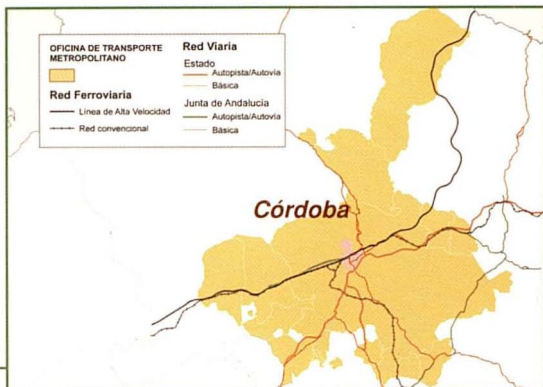 OFICINA DE TRANSPORTE
METROPOLITANO
Red Ferroviaria
Línea de Alta Velocidad
Red convencional
Red Viaria
Estado
Autopista/Autovía
Básica
Junta de Andalucía
Autopista/Autovía
Básica
Córdoba